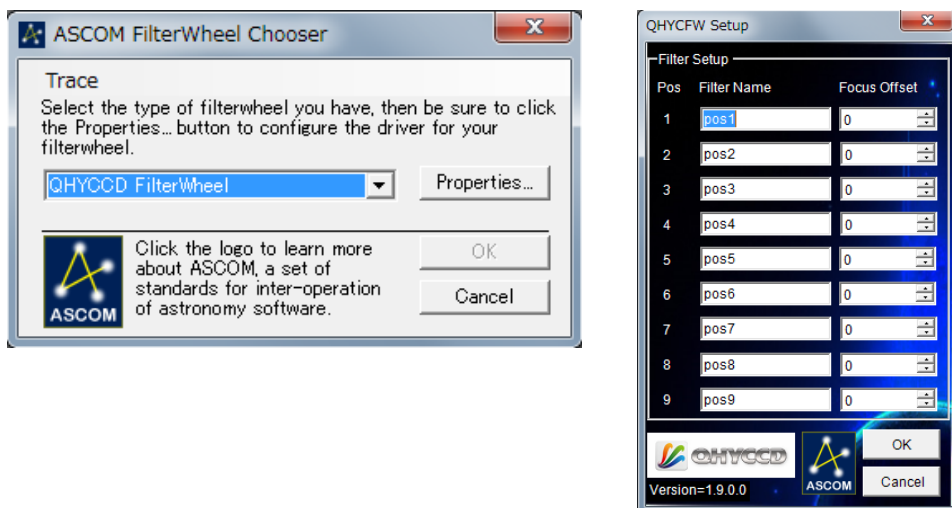 ASCOM FilterWheel Chooser
Trace
Select the type of filterwheel you have, then be sure to click
the Properties... button to configure the driver for your
filterwheel.
QHYCCD FilterWheel
Properties...
Click the logo to learn more
about ASCOM, a set of
standards for inter-operation
of astronomy software.
ASCOM
OK
Cancel
QHYCFW Setup
Filter Setup
Pos Filter Name Focus Offset
1 pos1 0
2 pos2 0
3 pos3 0
4 pos4 0
5 pos5 0
6 pos6 0
7 pos7 0
8 pos8 0
9 pos9 0
QHYCCD
ASCOM
OK
Cancel
Version=1.9.0.0